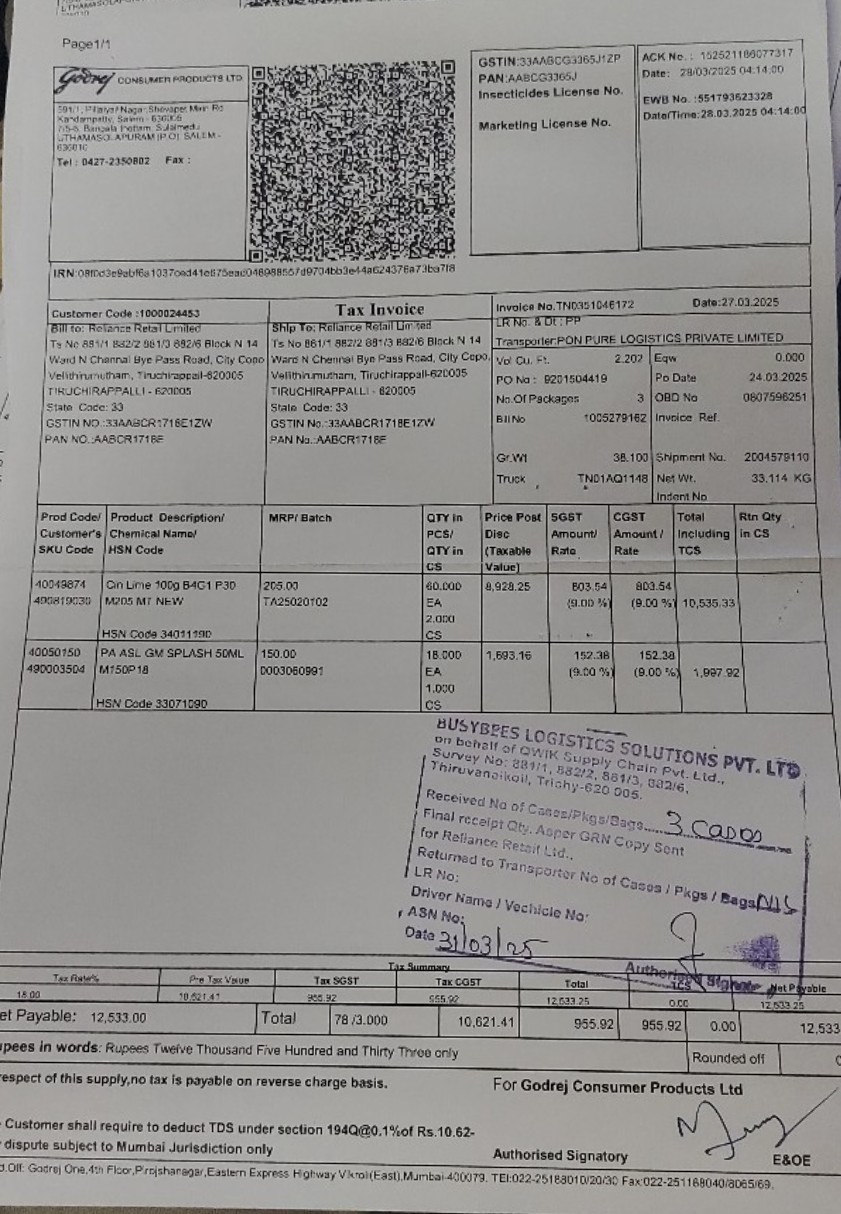 Page1/1
Godrej CONSUMER PRODUCTS LTD
Kandampatty, Salem - 636005
SALEM -
636010
Tel : 0427-2350802 Fax :
GSTIN:33AABCG3365J1ZP
PAN:AABCG3365J
Insecticides License No.
Marketing License No.
ACK No. : 152521186077317
Date: 28/03/2025 04:14:00
EWB No. :551793623328
Date/Time:28.03.2025 04:14:00
Customer Code :1000024453
Tax Invoice
Invoice No.TN0351046172 Date:27.03.2025
Bill to: Reliance Retail Limited
Ts No 881/1 882/2 881/3 882/6 Block N 14
Ward N Chennai Bye Pass Road, City Copo
Vellithirumutham, Tiruchirappali-620005
TIRUCHIRAPPALLI - 620005
State Code: 33
GSTIN NO.:33AABCR1718E1ZW
PAN NO.:AABCR1718E
Ship To: Reliance Retail Limited
Ts No 881/1 882/2 881/3 882/6 Block N 14
Ward N Chennai Bye Pass Road, City Copo,
Vellithirumutham, Tiruchirappali-620005
TIRUCHIRAPPALLI - 620005
State Code: 33
GSTIN NO.:33AABCR1718E1ZW
PAN No.:AABCR1718E
LR No. & Dt : PP
Transporter:PON PURE LOGISTICS PRIVATE LIMITED
Vol Cu. Ft. 2.202 Eqw 0.000
PO No : 9201504419 Po Date 24.03.2025
No.Of Packages 3 OBD No 0807596251
Bill No 1005279162 Invoice Ref.
Gr.Wt 38.100 Shipment No. 2004579110
Truck TN01AQ1148 Net Wt. 33.114 KG
Indent No
Prod Code/ Product Description/ MRP/ Batch QTY in Price Post SGST CGST Total Rtn Qty
Customer's Chemical Name/ PCS/ Disc Amount/ Amount / Including in CS
SKU Code HSN Code QTY in (Taxable Rate Rate TCS
CS Value)
40049874 Cin Lime 100g B4G1 P30 205.00 60.000 8,928.25 803.54 803.54
490819030 M205 MT NEW TA25020102 EA (9.00 %) (9.00 %) 10,535.33
2.000
HSN Code 34011190 CS
40050150 PA ASL GM SPLASH 50ML 150.00 18.000 1,693.16 152.38 152.38
490003504 M150P18 0003060991 EA (9.00 %) (9.00 %) 1,997.92
1.000
HSN Code 33071090 CS
BUSYBEES LOGISTICS SOLUTIONS PVT. LTD
on behalf of QWIK Supply Chain Pvt. Ltd.,
Survey No: 881/1, 882/2, 881/3, 882/6,
Thiruvanaikoil, Trichy-620 005.
Received No of Cases/Pkgs/Bags 3 cases
Final receipt Qty. Asper GRN Copy Sent
for Reliance Retail Ltd.,
Returned to Transporter No of Cases / Pkgs / Bags
LR No:
Driver Name / Vechicle No:
ASN No:
Date 31/03/25
Authorised Signatory
Tax Summary
Tax Rate% Pre Tax Value Tax SGST Tax CGST Total TCS Net Payable
18.00 10,621.41 955.92 955.92 12,533.25 0.00 12,533.25
et Payable: 12,533.00 Total 78 /3.000 10,621.41 955.92 955.92 0.00 12,533
upees in words: Rupees Twelve Thousand Five Hundred and Thirty Three only
Rounded off
respect of this supply,no tax is payable on reverse charge basis.
For Godrej Consumer Products Ltd
Customer shall require to deduct TDS under section 194Q@0.1%of Rs.10.62-
dispute subject to Mumbai Jurisdiction only
Authorised Signatory E&OE
d.Off: Godrej One,4th Floor,Pirojshanagar,Eastern Express Highway Vikroli(East),Mumbai-400079. TEl:022-25188010/20/30 Fax:022-251188040/8065/69.